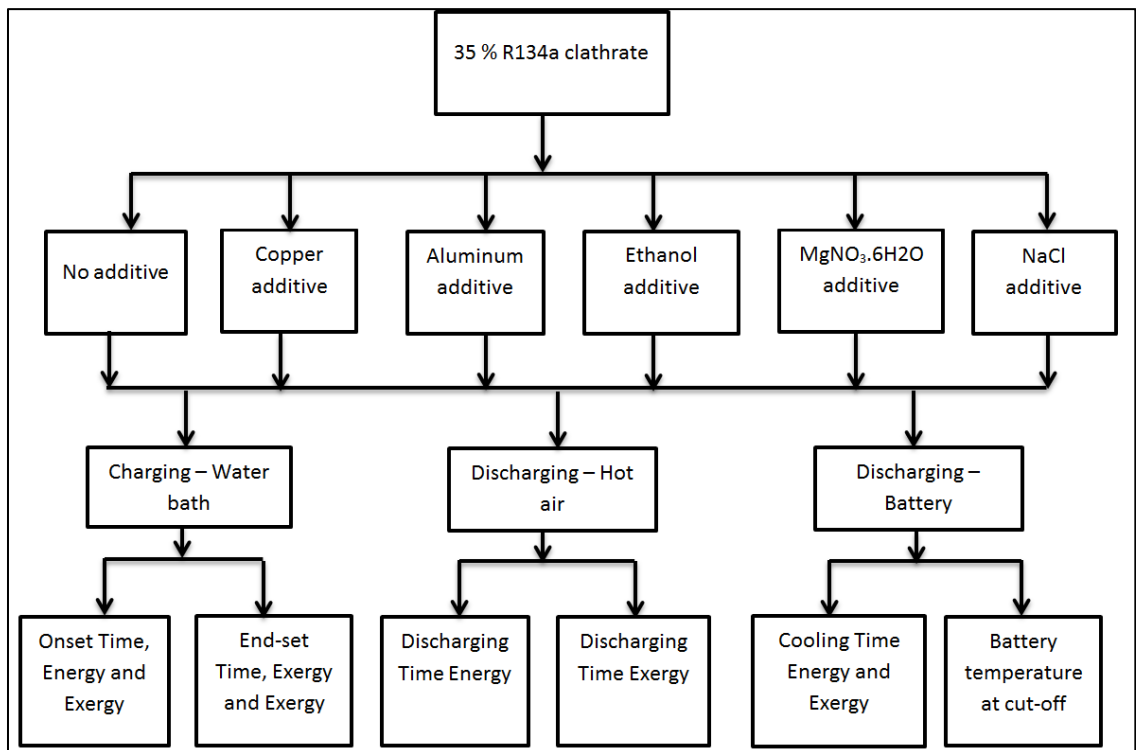 35 % R134a clathrate
No additive
Copper
additive
Aluminum
additive
Ethanol
additive
MgNO₃.6H2O
additive
NaCl
additive
Charging – Water
bath
Discharging – Hot
air
Discharging –
Battery
Onset Time,
Energy and
Exergy
End-set
Time, Exergy
and Exergy
Discharging
Time Energy
Discharging
Time Exergy
Cooling Time
Energy and
Exergy
Battery
temperature
at cut-off